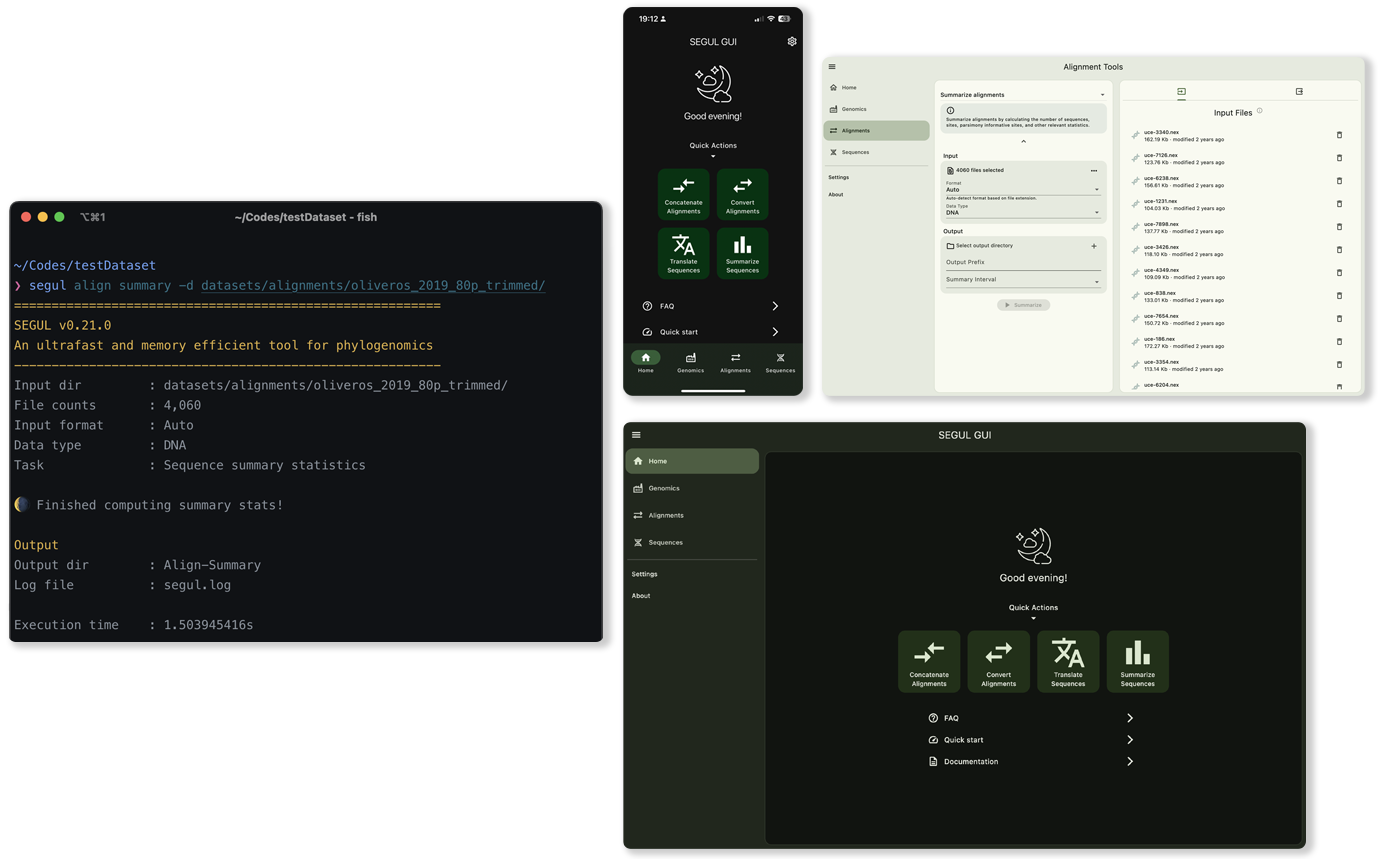 ⌥⌘1
~/Codes/testDataset - fish
~/Codes/testDataset
❯ segul align summary -d datasets/alignments/oliveros_2019_80p_trimmed/
=========================================================
SEGUL v0.21.0
An ultrafast and memory efficient tool for phylogenomics
---------------------------------------------------------
Input dir : datasets/alignments/oliveros_2019_80p_trimmed/
File counts : 4,060
Input format : Auto
Data type : DNA
Task : Sequence summary statistics
Finished computing summary stats!
Output
Output dir : Align-Summary
Log file : segul.log
Execution time : 1.503945416s
19:12
SEGUL GUI
Good evening!
Quick Actions
Concatenate
Alignments
Convert
Alignments
Translate
Sequences
Summarize
Sequences
FAQ
Quick start
Home
Genomics
Alignments
Sequences
Alignment Tools
Home
Genomics
Alignments
Sequences
Settings
About
Summarize alignments
Summarize alignments by calculating the number of sequences,
sites, parsimony informative sites, and other relevant statistics.
Input
4060 files selected
Format
Auto
Auto-detect format based on file extension.
Data Type
DNA
Output
Select output directory
Output Prefix
Summary Interval
Summarize
Input Files
uce-3340.nex
162.19 Kb · modified 2 years ago
uce-7126.nex
123.76 Kb · modified 2 years ago
uce-6238.nex
156.61 Kb · modified 2 years ago
uce-1231.nex
104.03 Kb · modified 2 years ago
uce-7898.nex
137.77 Kb · modified 2 years ago
uce-3426.nex
118.10 Kb · modified 2 years ago
uce-4349.nex
109.09 Kb · modified 2 years ago
uce-838.nex
133.01 Kb · modified 2 years ago
uce-7654.nex
150.72 Kb · modified 2 years ago
uce-186.nex
172.27 Kb · modified 2 years ago
uce-3354.nex
113.14 Kb · modified 2 years ago
uce-6204.nex
SEGUL GUI
Home
Genomics
Alignments
Sequences
Settings
About
Good evening!
Quick Actions
Concatenate
Alignments
Convert
Alignments
Translate
Sequences
Summarize
Sequences
FAQ
Quick start
Documentation